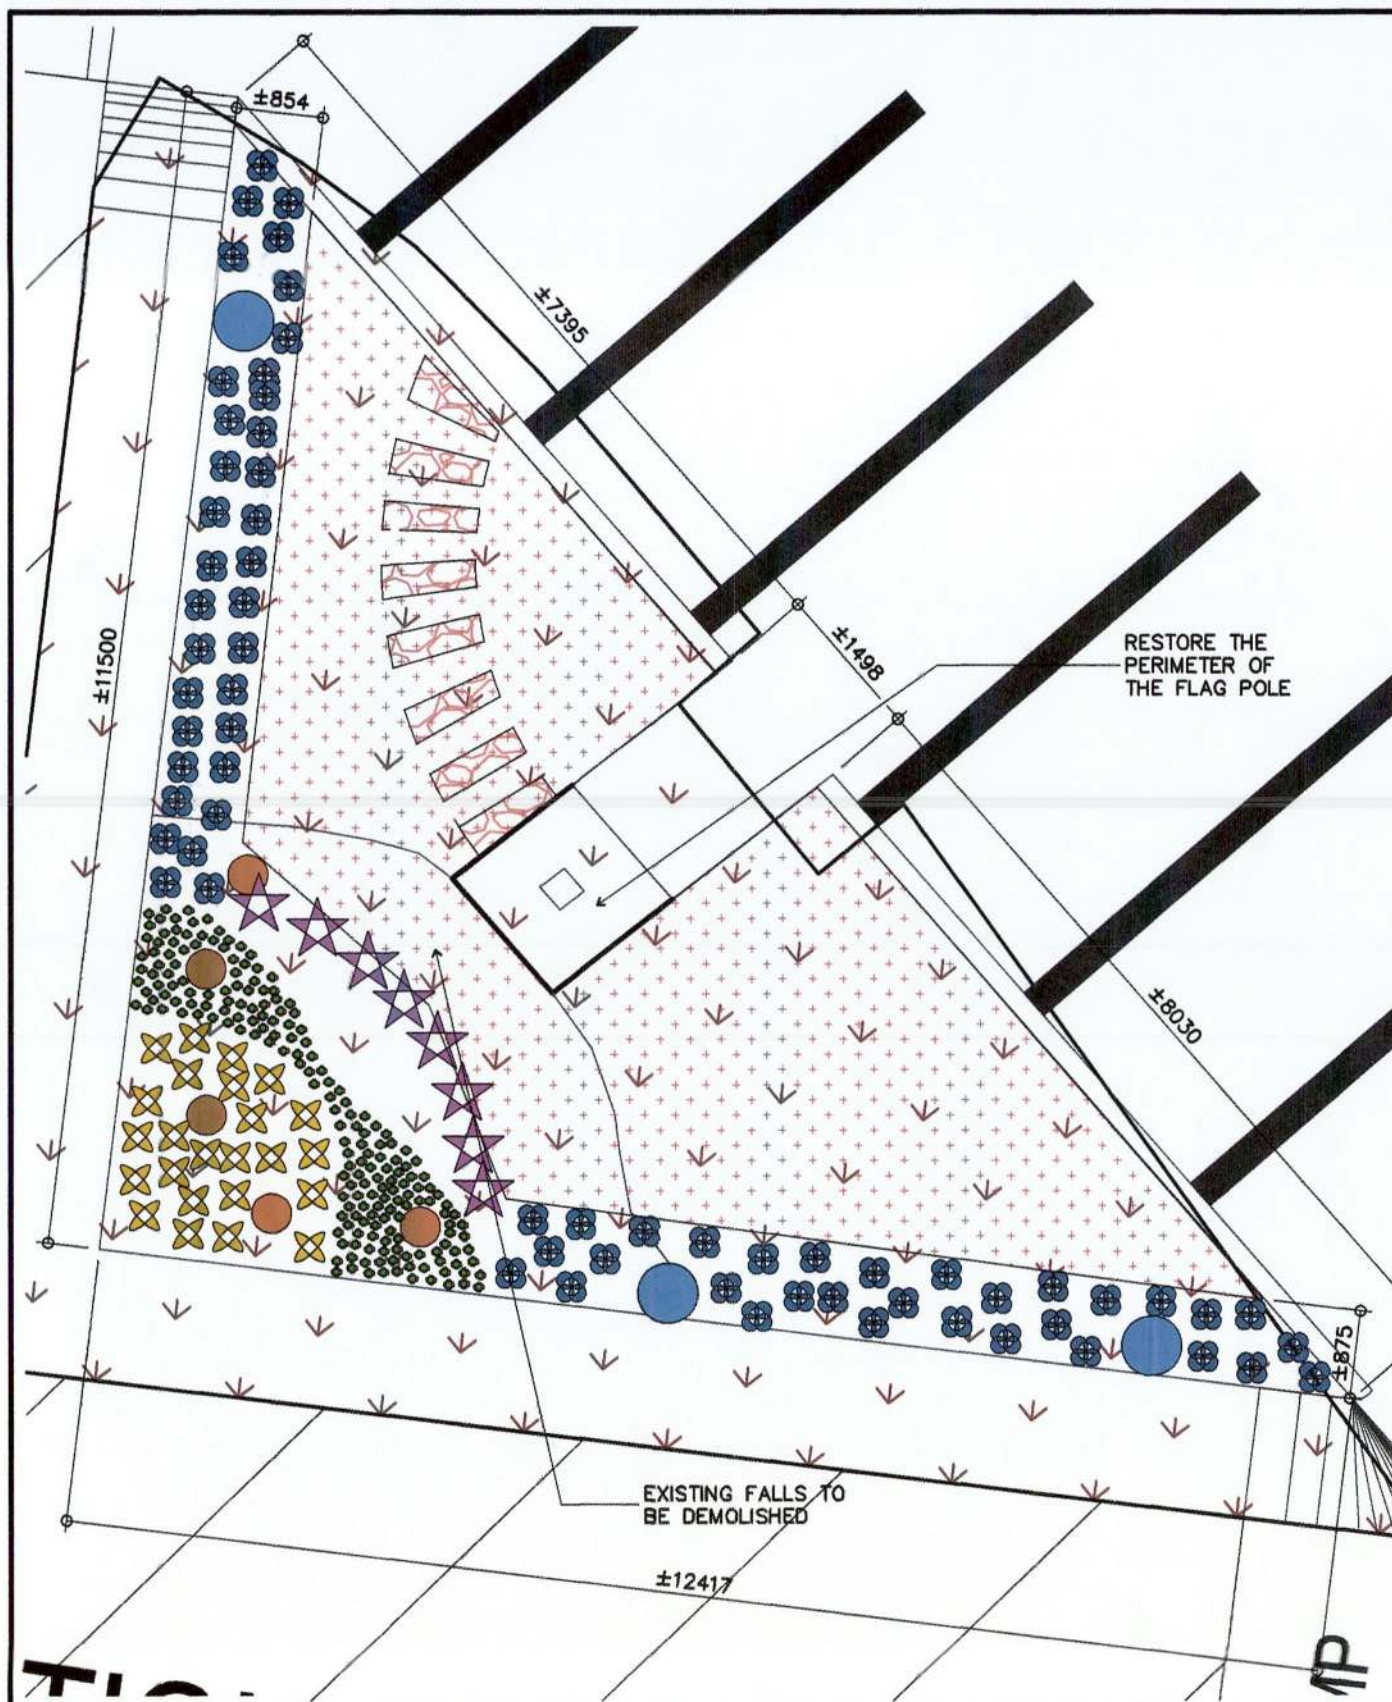 ±854
±7395
±11500
±1498
RESTORE THE
PERIMETER OF
THE FLAG POLE
±8030
±875
EXISTING FALLS TO
BE DEMOLISHED
±12417